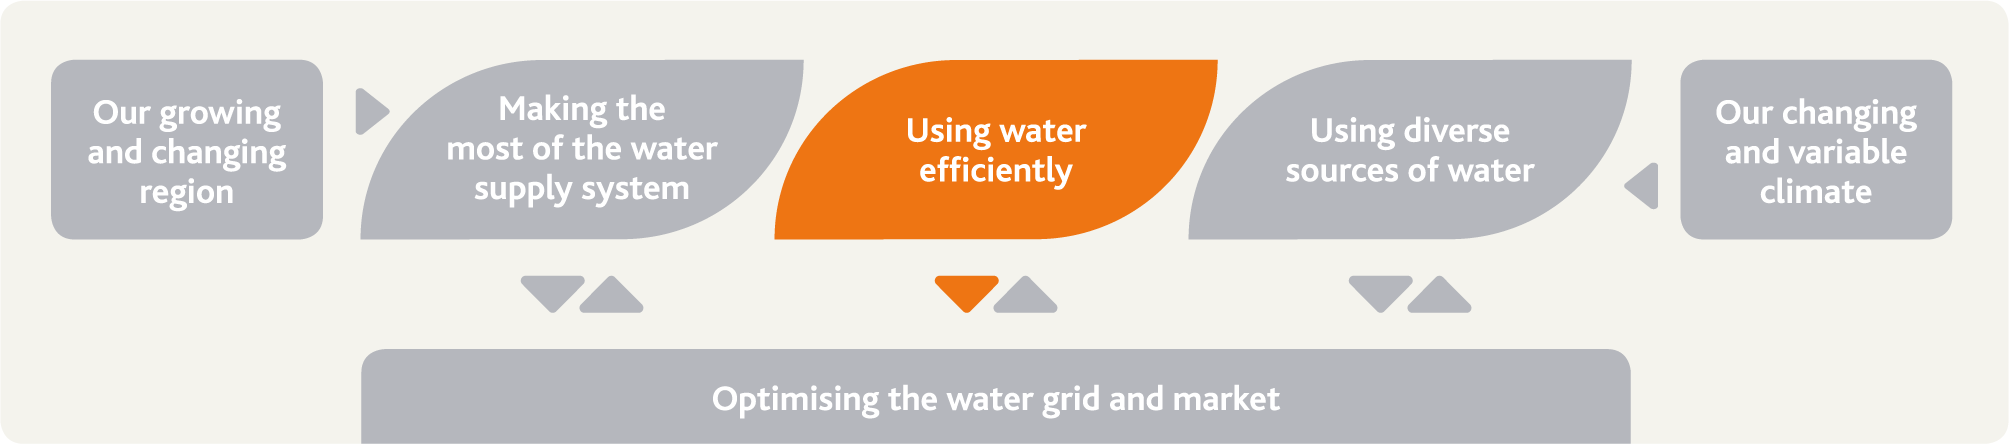 Our growing
and changing
region
Making the
most of the water
supply system
Using water
efficiently
Using diverse
sources of water
Our changing
and variable
climate
Optimising the water grid and market